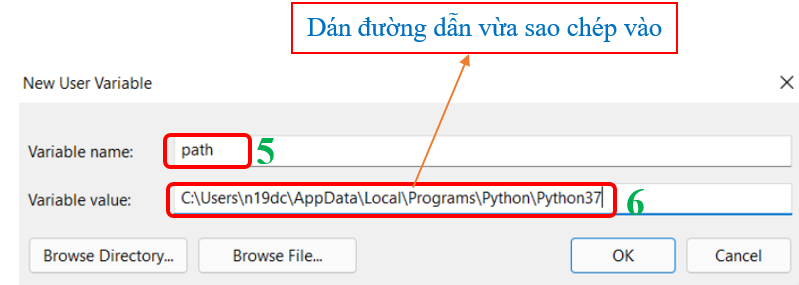 Dán đường dẫn vừa sao chép vào
New User Variable
Variable name: path 5
Variable value: C:\Users\n19dc\AppData\Local\Programs\Python\Python37 6
Browse Directory... Browse File... OK Cancel